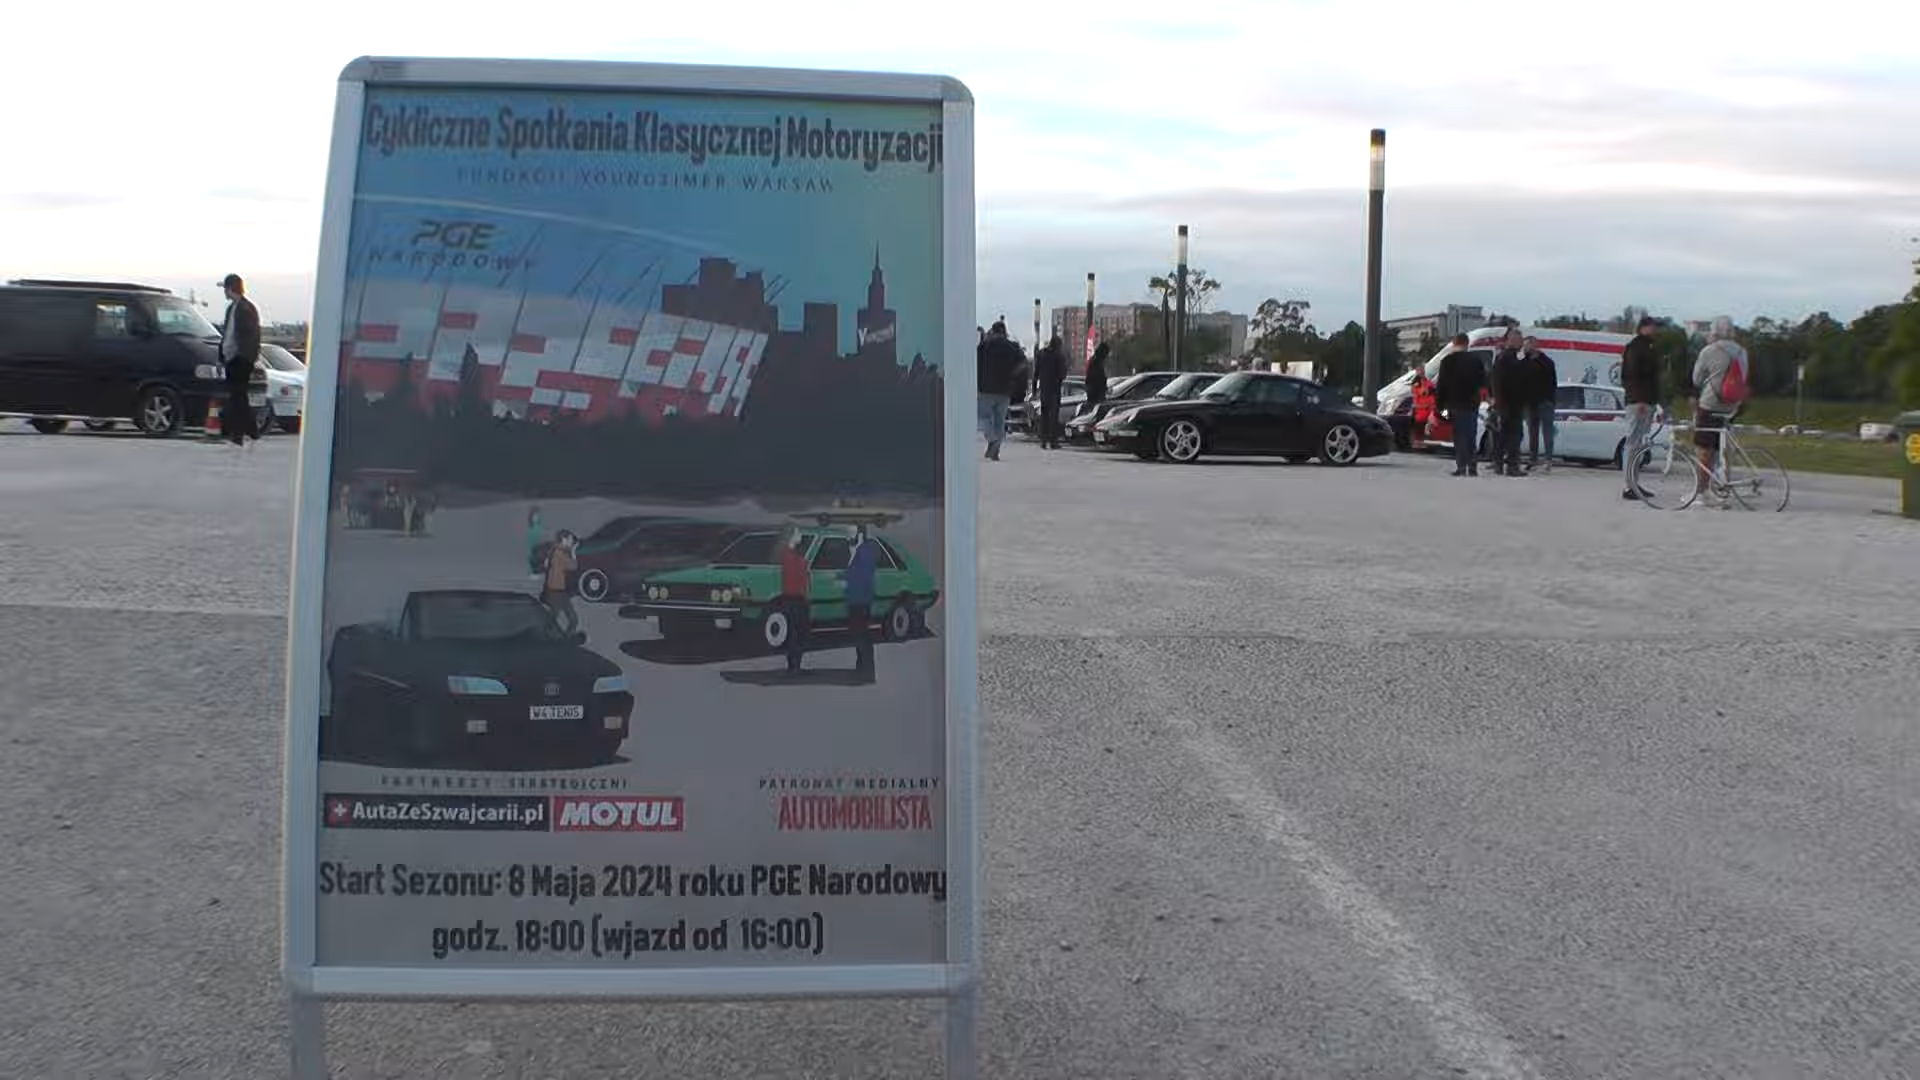 Cykliczne Spotkania Klasycznej Motoryzacji
FUNDACJI YOUNGTIMER WARSAW
PGE
NARODOWY
W4 TENIS
PARTNERZY STRATEGICZNI
PATRONAT MEDIALNY
AutaZeSzwajcarii.pl
MOTUL
AUTOMOBILISTA
Start Sezonu: 8 Maja 2024 roku PGE Narodowy
godz. 18:00 (wjazd od 16:00)